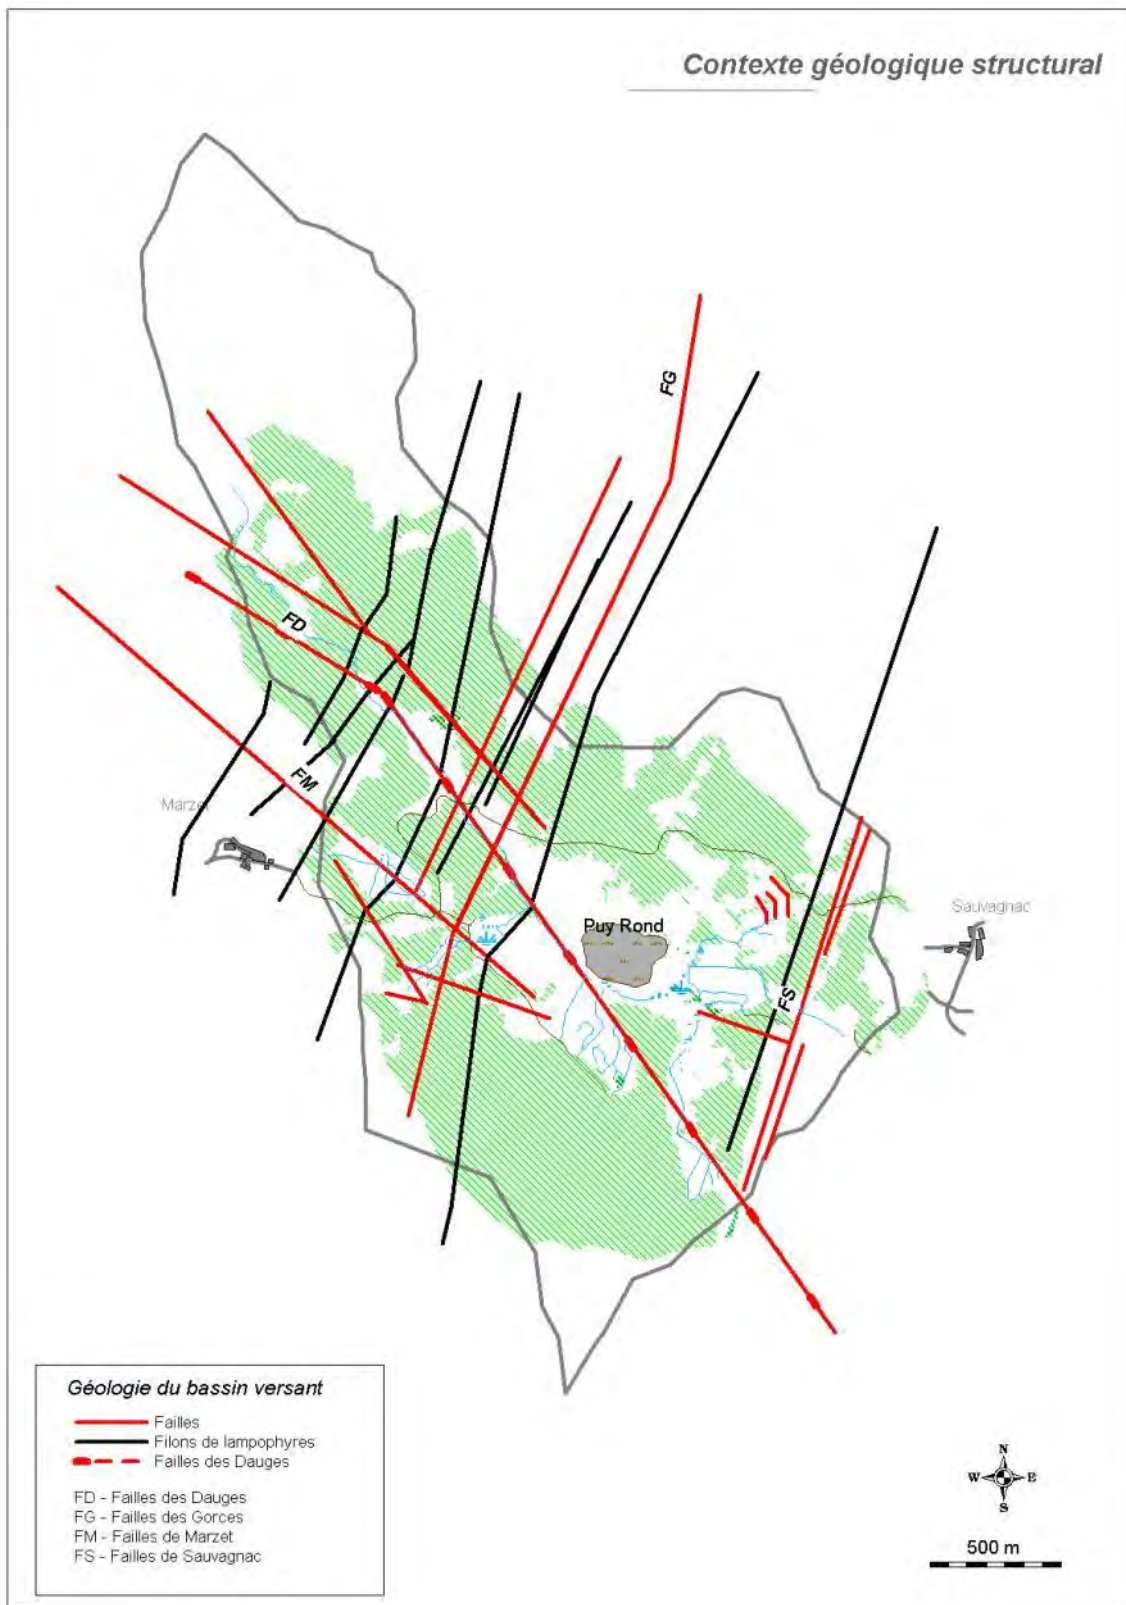 Contexte géologique structural
FG
FD
FM
Marzet
Puy Rond
Sauvagnac
FS
Géologie du bassin versant
Failles
Filons de lampophyres
Failles des Dauges
FD - Failles des Dauges
FG - Failles des Gorces
FM - Failles de Marzet
FS - Failles de Sauvagnac
N
W E
S
500 m